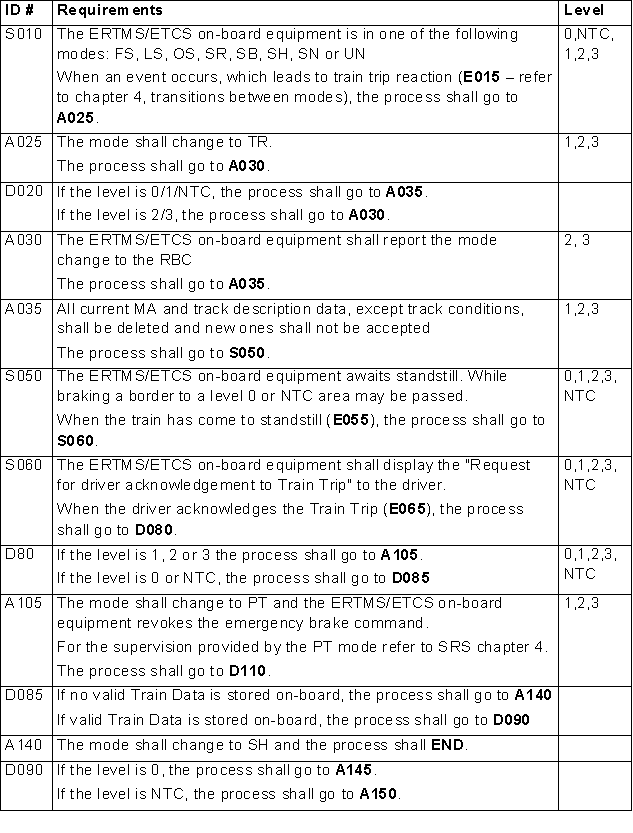 ID # Requirements Level
S010 The ERTMS/ETCS on-board equipment is in one of the following 0,NTC,
modes: FS, LS, OS, SR, SB, SH, SN or UN 1,2,3
When an event occurs, which leads to train trip reaction (E015 – refer
to chapter 4, transitions between modes), the process shall go to
A025.
A025 The mode shall change to TR. 1,2,3
The process shall go to A030.
D020 If the level is 0/1/NTC, the process shall go to A035.
If the level is 2/3, the process shall go to A030.
A030 The ERTMS/ETCS on-board equipment shall report the mode 2, 3
change to the RBC
The process shall go to A035.
A035 All current MA and track description data, except track conditions, 1,2,3
shall be deleted and new ones shall not be accepted
The process shall go to S050.
S050 The ERTMS/ETCS on-board equipment awaits standstill. While 0,1,2,3,
braking a border to a level 0 or NTC area may be passed. NTC
When the train has come to standstill (E055), the process shall go to
S060.
S060 The ERTMS/ETCS on-board equipment shall display the "Request 0,1,2,3,
for driver acknowledgement to Train Trip" to the driver. NTC
When the driver acknowledges the Train Trip (E065), the process
shall go to D080.
D80 If the level is 1, 2 or 3 the process shall go to A105. 0,1,2,3,
If the level is 0 or NTC, the process shall go to D085 NTC
A105 The mode shall change to PT and the ERTMS/ETCS on-board 1,2,3
equipment revokes the emergency brake command.
For the supervision provided by the PT mode refer to SRS chapter 4.
The process shall go to D110.
D085 If no valid Train Data is stored on-board, the process shall go to A140
If valid Train Data is stored on-board, the process shall go to D090
A140 The mode shall change to SH and the process shall END.
D090 If the level is 0, the process shall go to A145.
If the level is NTC, the process shall go to A150.